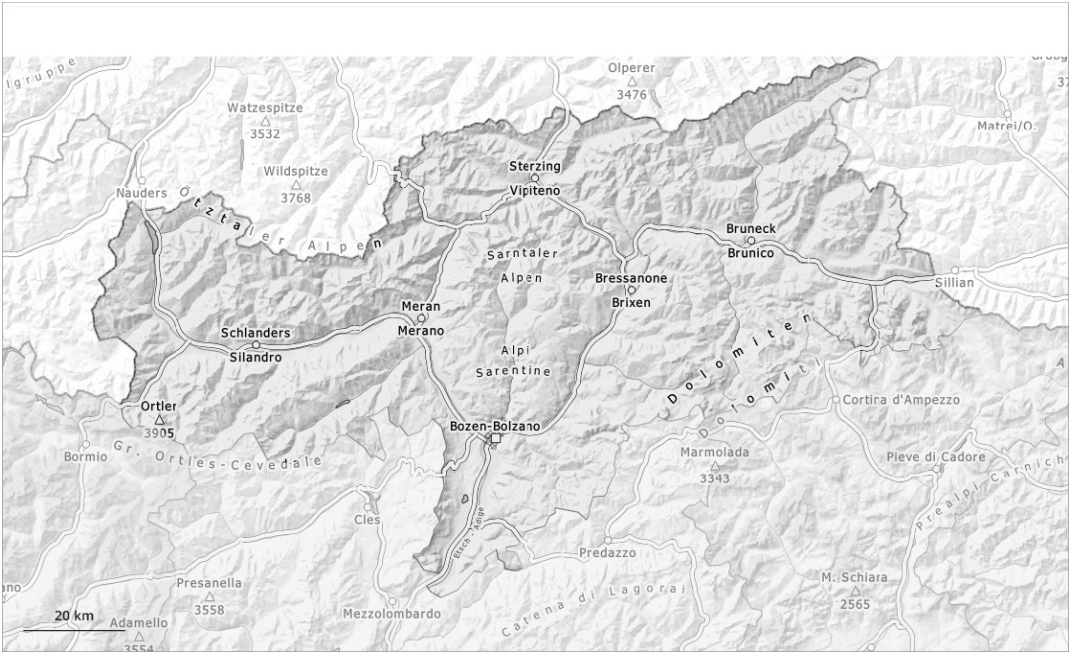 lgruppe
Olperer
3476
Watzespitze
3532
Matrei/O.
Sterzing
Wildspitze
3768
Vipiteno
Nauders
Ötztaler Alpen
Bruneck
Brunico
Sarntaler
Alpen
Bressanone
Brixen
Sillian
Meran
Merano
Schlanders
Silandro
Dolomiten
Dolomiti
Alpi
Sarentine
Ortler
3905
Cortina d'Ampezzo
Bozen-Bolzano
Gr. Ortles-Cevedale
Bormio
Marmolada
3343
Pieve di Cadore
Prealpi Carnich
Cles
Etsch - Adige
Predazzo
M. Schiara
2565
ano
Presanella
3558
Catena di Lagorai
Mezzolombardo
20 km
Adamello
3554